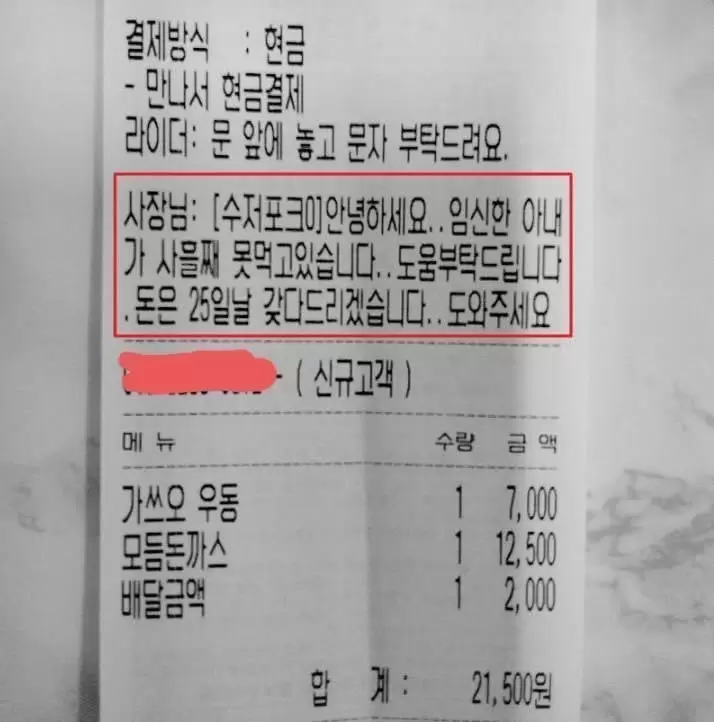 결제방식 : 현금
- 만나서 현금결제
라이더: 문 앞에 놓고 문자 부탁드려요.
사장님: [수저포크0]안녕하세요..임신한 아내
가 사흘째 못먹고있습니다..도움부탁드립니다
.돈은 25일날 갖다드리겠습니다..도와주세요
- ( 신규고객 )
메 뉴 수량 금 액
가쓰오 우동 1 7,000
모듬돈까스 1 12,500
배달금액 1 2,000
합 계 : 21,500원